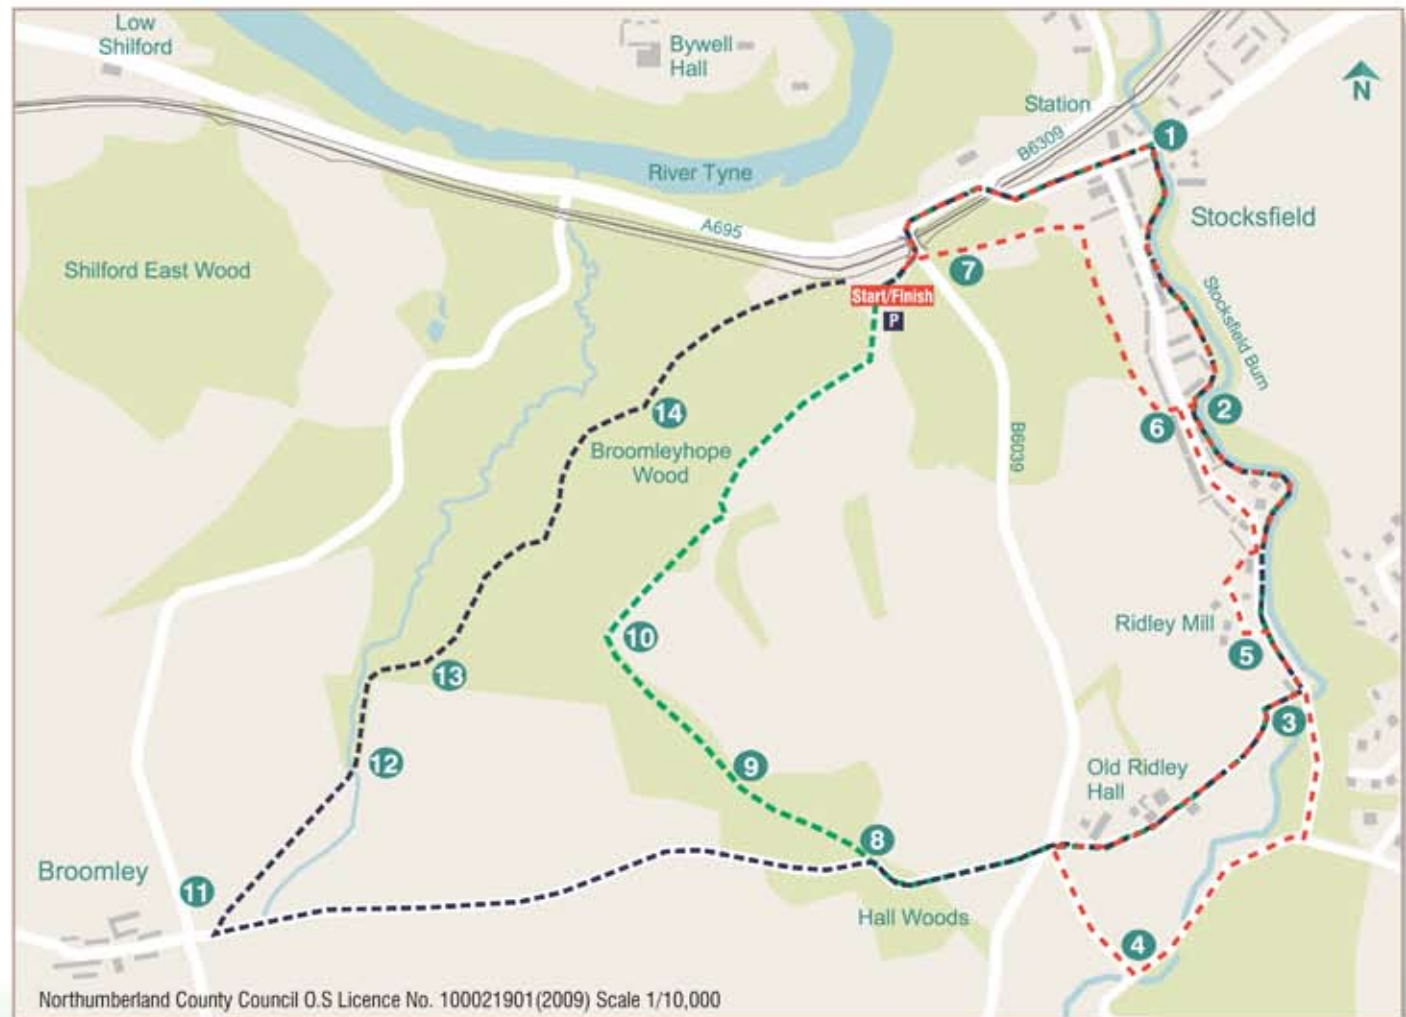 Low
Shilford
Bywell
Hall
N
Station
B6309
1
River Tyne
Stocksfield
A695
Shilford East Wood
7
Start/Finish
P
Stocksfield Burn
14
2
6
B6039
Broomleyhope
Wood
10
Ridley Mill
5
13
3
12
9
Old Ridley
Hall
8
Broomley
11
Hall Woods
4
Northumberland County Council O.S Licence No. 100021901(2009) Scale 1/10,000